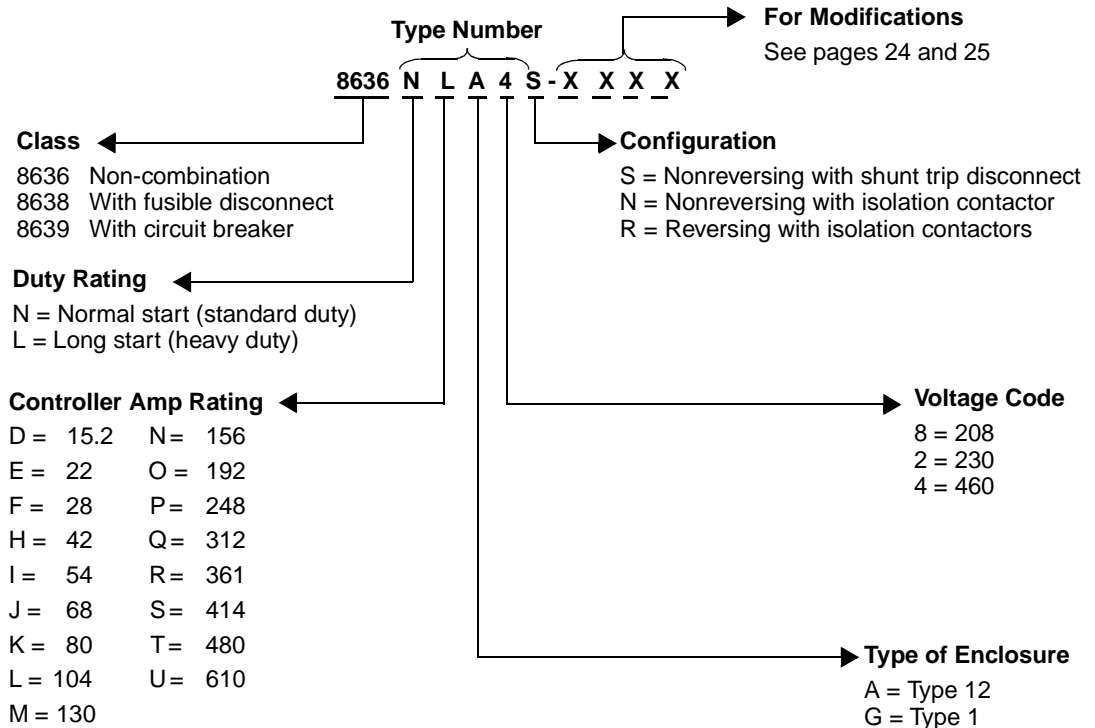 For Modifications
See pages 24 and 25
Type Number
8636 N L A 4 S - X X X X
Class
8636 Non-combination
8638 With fusible disconnect
8639 With circuit breaker
Configuration
S = Nonreversing with shunt trip disconnect
N = Nonreversing with isolation contactor
R = Reversing with isolation contactors
Duty Rating
N = Normal start (standard duty)
L = Long start (heavy duty)
Controller Amp Rating
D = 15.2 N = 156
E = 22 O = 192
F = 28 P = 248
H = 42 Q = 312
I = 54 R = 361
J = 68 S = 414
K = 80 T = 480
L = 104 U = 610
M = 130
Voltage Code
8 = 208
2 = 230
4 = 460
Type of Enclosure
A = Type 12
G = Type 1